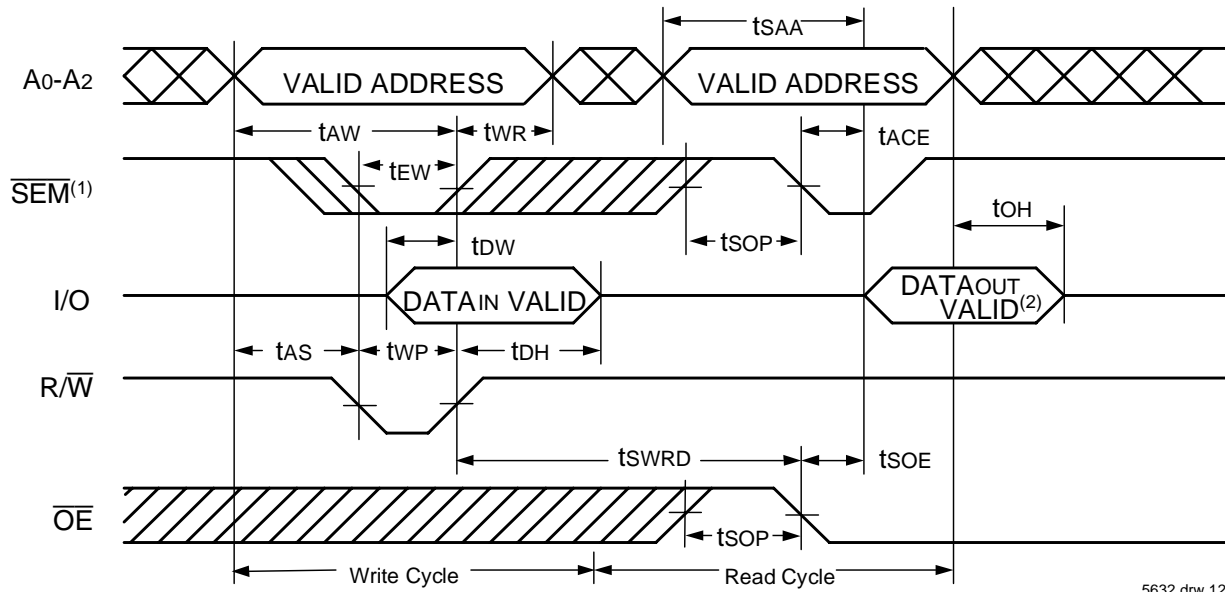 tSAA
A0-A2
VALID ADDRESS
VALID ADDRESS
tAW
tWR
tACE
tEW
SEM(1)
tSOP
tOH
tDW
I/O
DATAIN VALID
DATAOUT
VALID(2)
tAS
tWP
tDH
R/W
tSWRD
tSOE
OE
tSOP
Write Cycle
Read Cycle
5632 drw 12